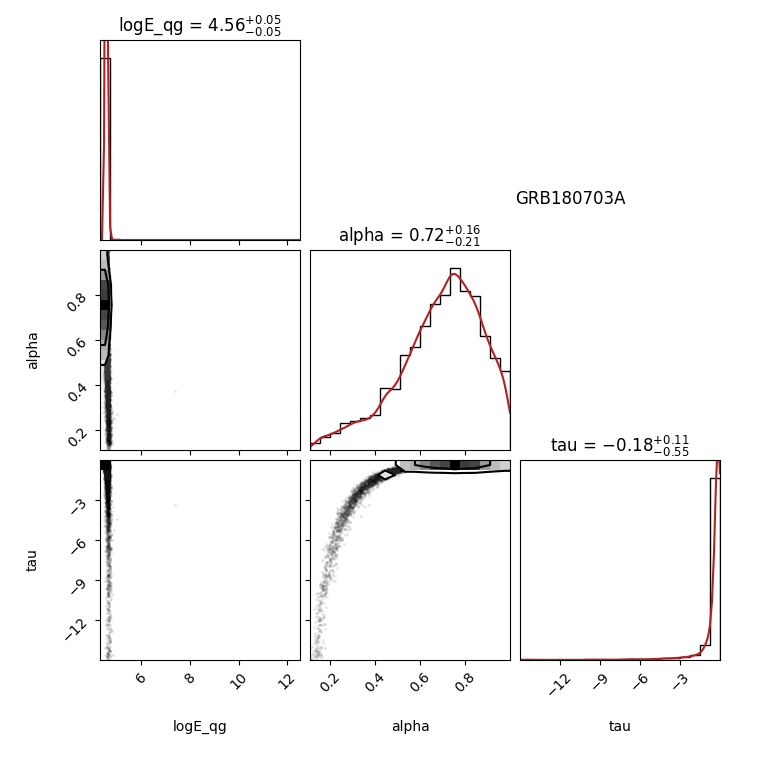 logE_qg = 4.56+0.05 −0.05
GRB180703A
alpha = 0.72+0.16 −0.21
alpha
0.8
0.6
0.4
0.2
tau = −0.18+0.11 −0.55
tau
−3
−6
−9
−12
6 8 10 12
0.2 0.4 0.6 0.8
−12 −9 −6 −3
logE_qg alpha tau